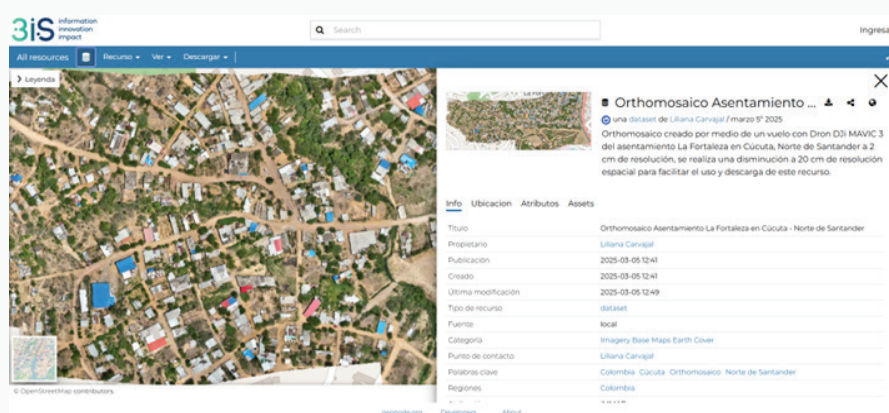 3iS information
innovation
impact
Search
Ingresa
All resources Recurso Ver Descargar
Leyenda
Orthomosaico Asentamiento ...
una dataset de Liliana Carvajal / marzo 5º 2025
Orthomosaico creado por medio de un vuelo con Dron DJi MAVIC 3
del asentamiento La Fortaleza en Cúcuta, Norte de Santander a 2
cm de resolución, se realiza una disminución a 20 cm de resolución
espacial para facilitar el uso y descarga de este recurso.
Info Ubicacion Atributos Assets
Título Orthomosaico Asentamiento La Fortaleza en Cúcuta - Norte de Santander
Propietario Liliana Carvajal
Publicación 2025-03-05 12:41
Creado 2025-03-05 12:41
Última modificación 2025-03-05 12:49
Tipo de recurso dataset
Fuente local
Categoría Imagery Base Maps Earth Cover
Punto de contacto Liliana Carvajal
Palabras clave Colombia Cúcuta Orthomosaico Norte de Santander
Regiones Colombia
© OpenStreetMap contributors.
Developers About